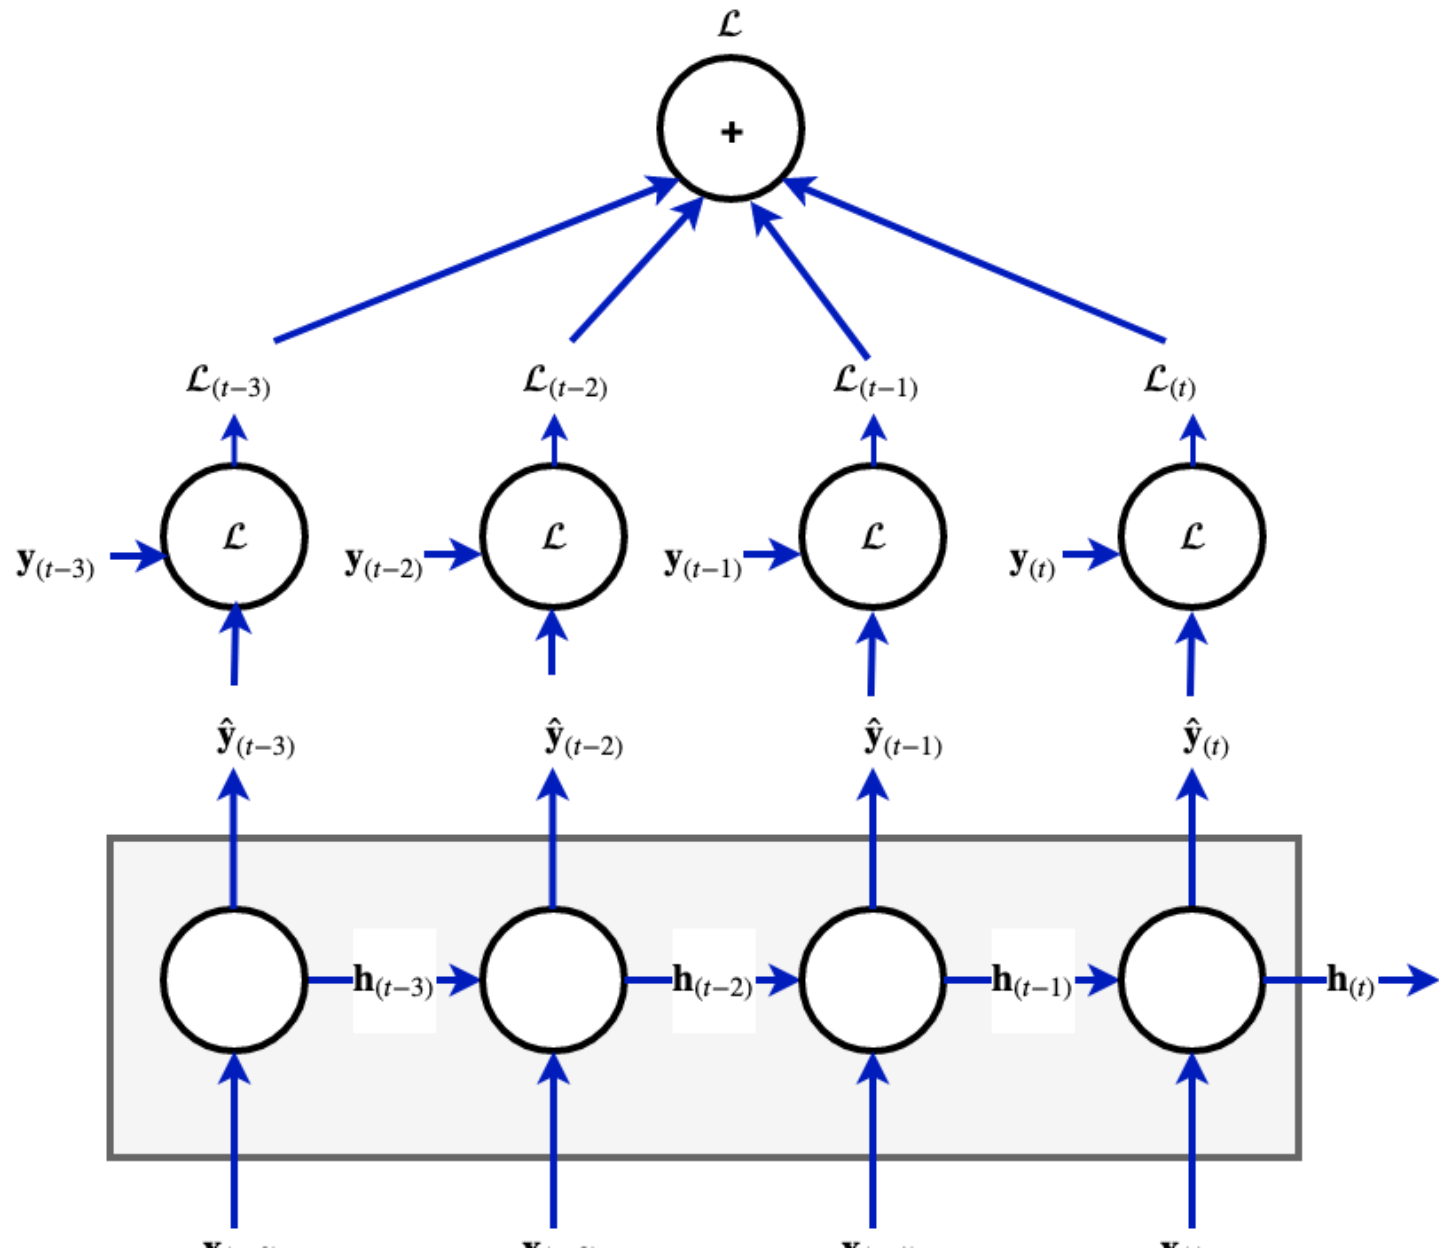 ℒ
+
ℒ(t−3) ℒ(t−2) ℒ(t−1) ℒ(t)
ℒ ℒ ℒ ℒ
y(t−3) y(t−2) y(t−1) y(t)
ŷ(t−3) ŷ(t−2) ŷ(t−1) ŷ(t)
h(t−3) h(t−2) h(t−1) h(t)